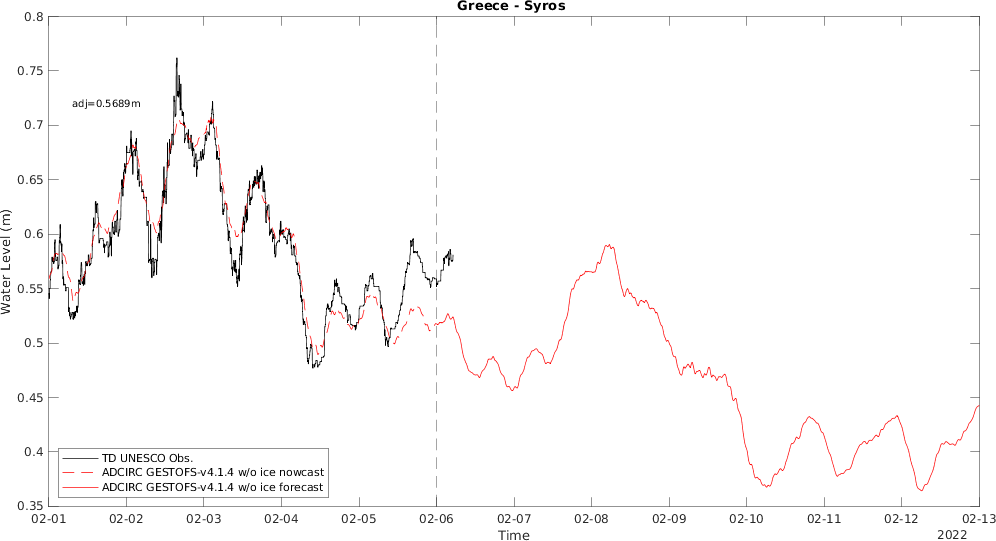 Greece - Syros
0.8
0.75
0.7
0.65
0.6
0.55
0.5
0.45
0.4
0.35
Water Level (m)
adj=0.5689m
TD UNESCO Obs.
ADCIRC GESTOFS-v4.1.4 w/o ice nowcast
ADCIRC GESTOFS-v4.1.4 w/o ice forecast
02-01 02-02 02-03 02-04 02-05 02-06 02-07 02-08 02-09 02-10 02-11 02-12 02-13
Time
2022